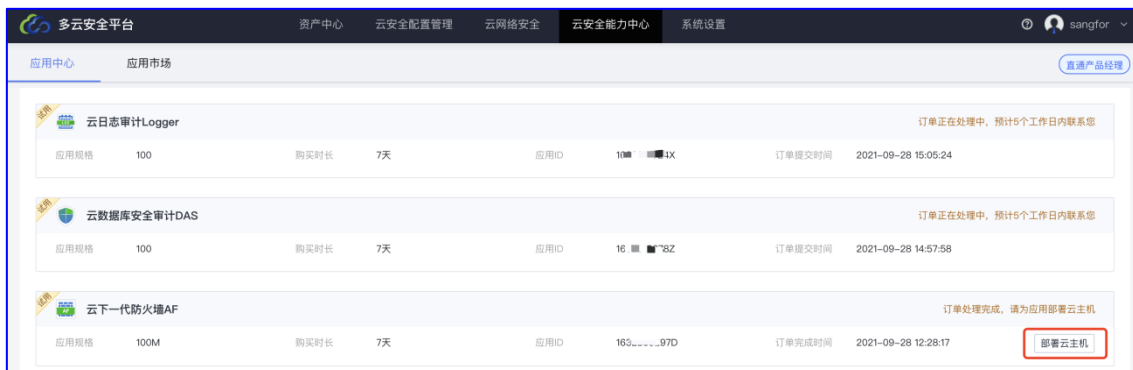 多云安全平台 资产中心 云安全配置管理 云网络安全 云安全能力中心 系统设置 sangfor
应用中心 应用市场 直通产品经理
试用 云日志审计Logger 订单正在处理中，预计5个工作日内联系您
应用规格 100 购买时长 7天 应用ID 订单提交时间 2021-09-28 15:05:24
试用 云数据库安全审计DAS 订单正在处理中，预计5个工作日内联系您
应用规格 100 购买时长 7天 应用ID 订单提交时间 2021-09-28 14:57:58
试用 云下一代防火墙AF 订单处理完成，请为应用部署云主机
应用规格 100M 购买时长 7天 应用ID 订单完成时间 2021-09-28 12:28:17 部署云主机